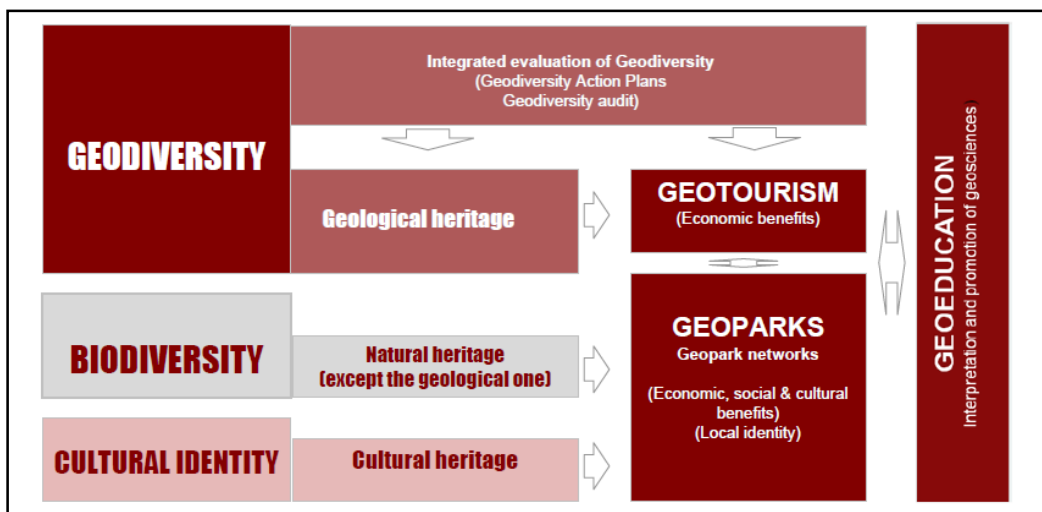 GEODIVERSITY
Integrated evaluation of Geodiversity
(Geodiversity Action Plans
Geodiversity audit)
Geological heritage
GEOTOURISM
(Economic benefits)
BIODIVERSITY
Natural heritage
(except the geological one)
GEOPARKS
Geopark networks
(Economic, social & cultural
benefits)
(Local identity)
CULTURAL IDENTITY
Cultural heritage
GEOEDUCATION
Interpretation and promotion of geosciences)